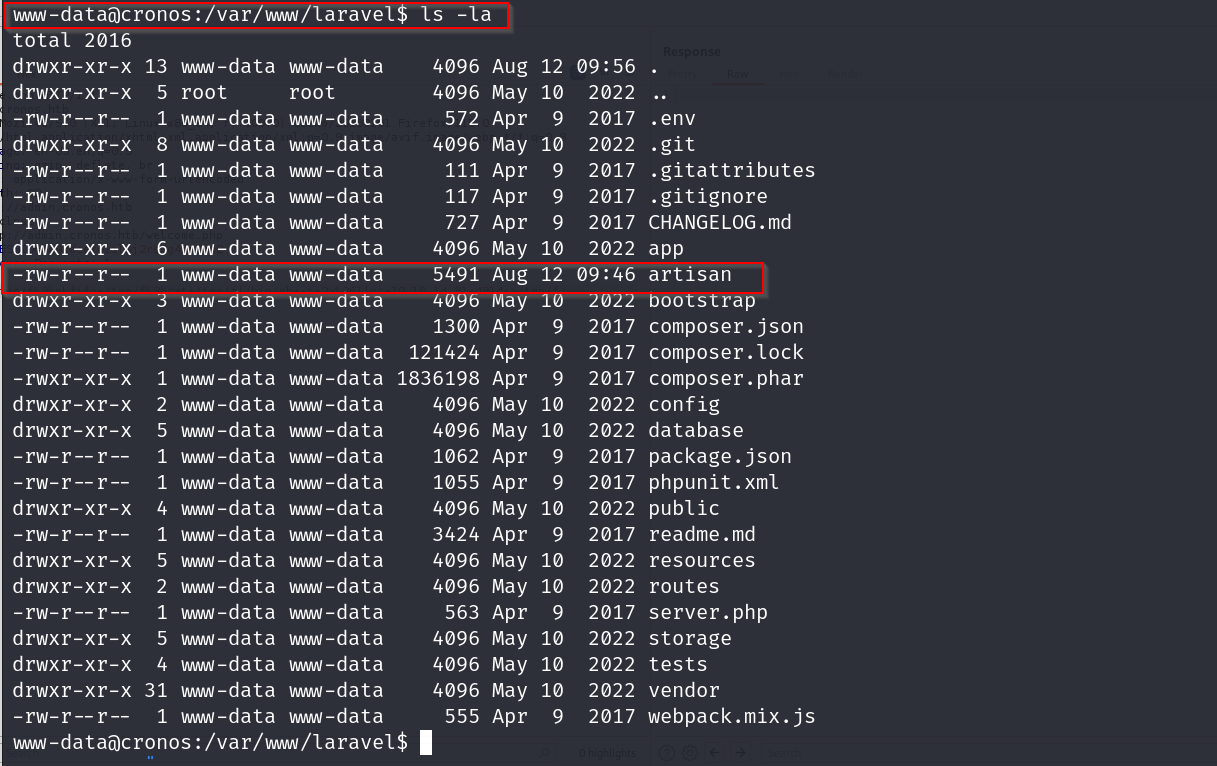 www-data@cronos:/var/www/laravel$ ls -la
total 2016
drwxr-xr-x 13 www-data www-data    4096 Aug 12 09:56 .
drwxr-xr-x  5 root     root        4096 May 10  2022 ..
-rw-r--r--  1 www-data www-data     572 Apr  9  2017 .env
drwxr-xr-x  8 www-data www-data    4096 May 10  2022 .git
-rw-r--r--  1 www-data www-data     111 Apr  9  2017 .gitattributes
-rw-r--r--  1 www-data www-data     117 Apr  9  2017 .gitignore
-rw-r--r--  1 www-data www-data     727 Apr  9  2017 CHANGELOG.md
drwxr-xr-x  6 www-data www-data    4096 May 10  2022 app
-rw-r--r--  1 www-data www-data    5491 Aug 12 09:46 artisan
drwxr-xr-x  3 www-data www-data    4096 May 10  2022 bootstrap
-rw-r--r--  1 www-data www-data    1300 Apr  9  2017 composer.json
-rw-r--r--  1 www-data www-data  121424 Apr  9  2017 composer.lock
-rwxr-xr-x  1 www-data www-data 1836198 Apr  9  2017 composer.phar
drwxr-xr-x  2 www-data www-data    4096 May 10  2022 config
drwxr-xr-x  5 www-data www-data    4096 May 10  2022 database
-rw-r--r--  1 www-data www-data    1062 Apr  9  2017 package.json
-rw-r--r--  1 www-data www-data    1055 Apr  9  2017 phpunit.xml
drwxr-xr-x  4 www-data www-data    4096 May 10  2022 public
-rw-r--r--  1 www-data www-data    3424 Apr  9  2017 readme.md
drwxr-xr-x  5 www-data www-data    4096 May 10  2022 resources
drwxr-xr-x  2 www-data www-data    4096 May 10  2022 routes
-rw-r--r--  1 www-data www-data     563 Apr  9  2017 server.php
drwxr-xr-x  5 www-data www-data    4096 May 10  2022 storage
drwxr-xr-x  4 www-data www-data    4096 May 10  2022 tests
drwxr-xr-x 31 www-data www-data    4096 May 10  2022 vendor
-rw-r--r--  1 www-data www-data     555 Apr  9  2017 webpack.mix.js
www-data@cronos:/var/www/laravel$
Response
Raw
0 highlights
Search